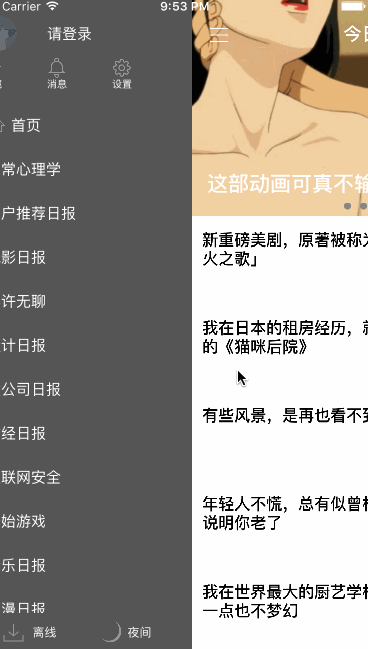 Carrier
9:53 PM
请登录
消息
设置
首页
常心理学
户推荐日报
影日报
许无聊
计日报
公司日报
经日报
联网安全
始游戏
乐日报
漫日报
离线
夜间
今日
这部动画可真不输
新重磅美剧，原著被称为
火之歌」
我在日本的租房经历，就
的《猫咪后院》
有些风景，是再也看不到
年轻人不慌，总有似曾相
说明你老了
我在世界最大的厨艺学校
一点也不梦幻